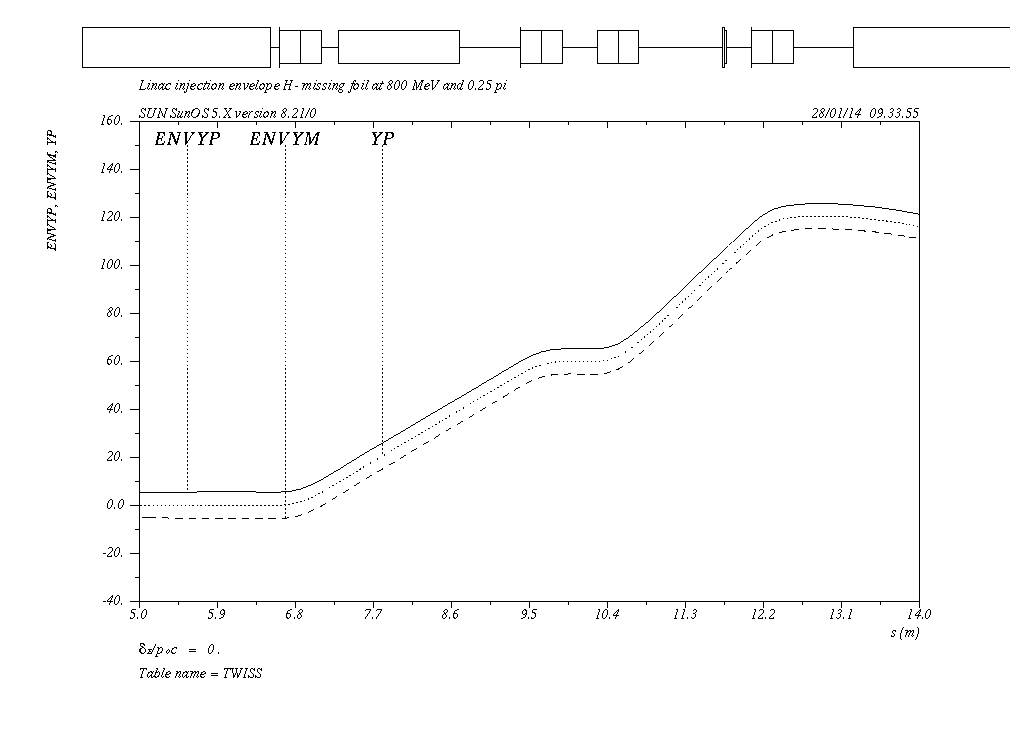 Linac injection envelope H- missing foil at 800 MeV and 0.25 pi
SUN SunOS 5.X version 8.21/0 28/01/14 09.33.55
ENVYP, ENVYM, YP
ENVYP ENVYM YP
160.
140.
120.
100.
80.
60.
40.
20.
0.0
-20.
-40.
5.0 5.9 6.8 7.7 8.6 9.5 10.4 11.3 12.2 13.1 14.0
s (m)
δE/p₀c = 0.
Table name = TWISS